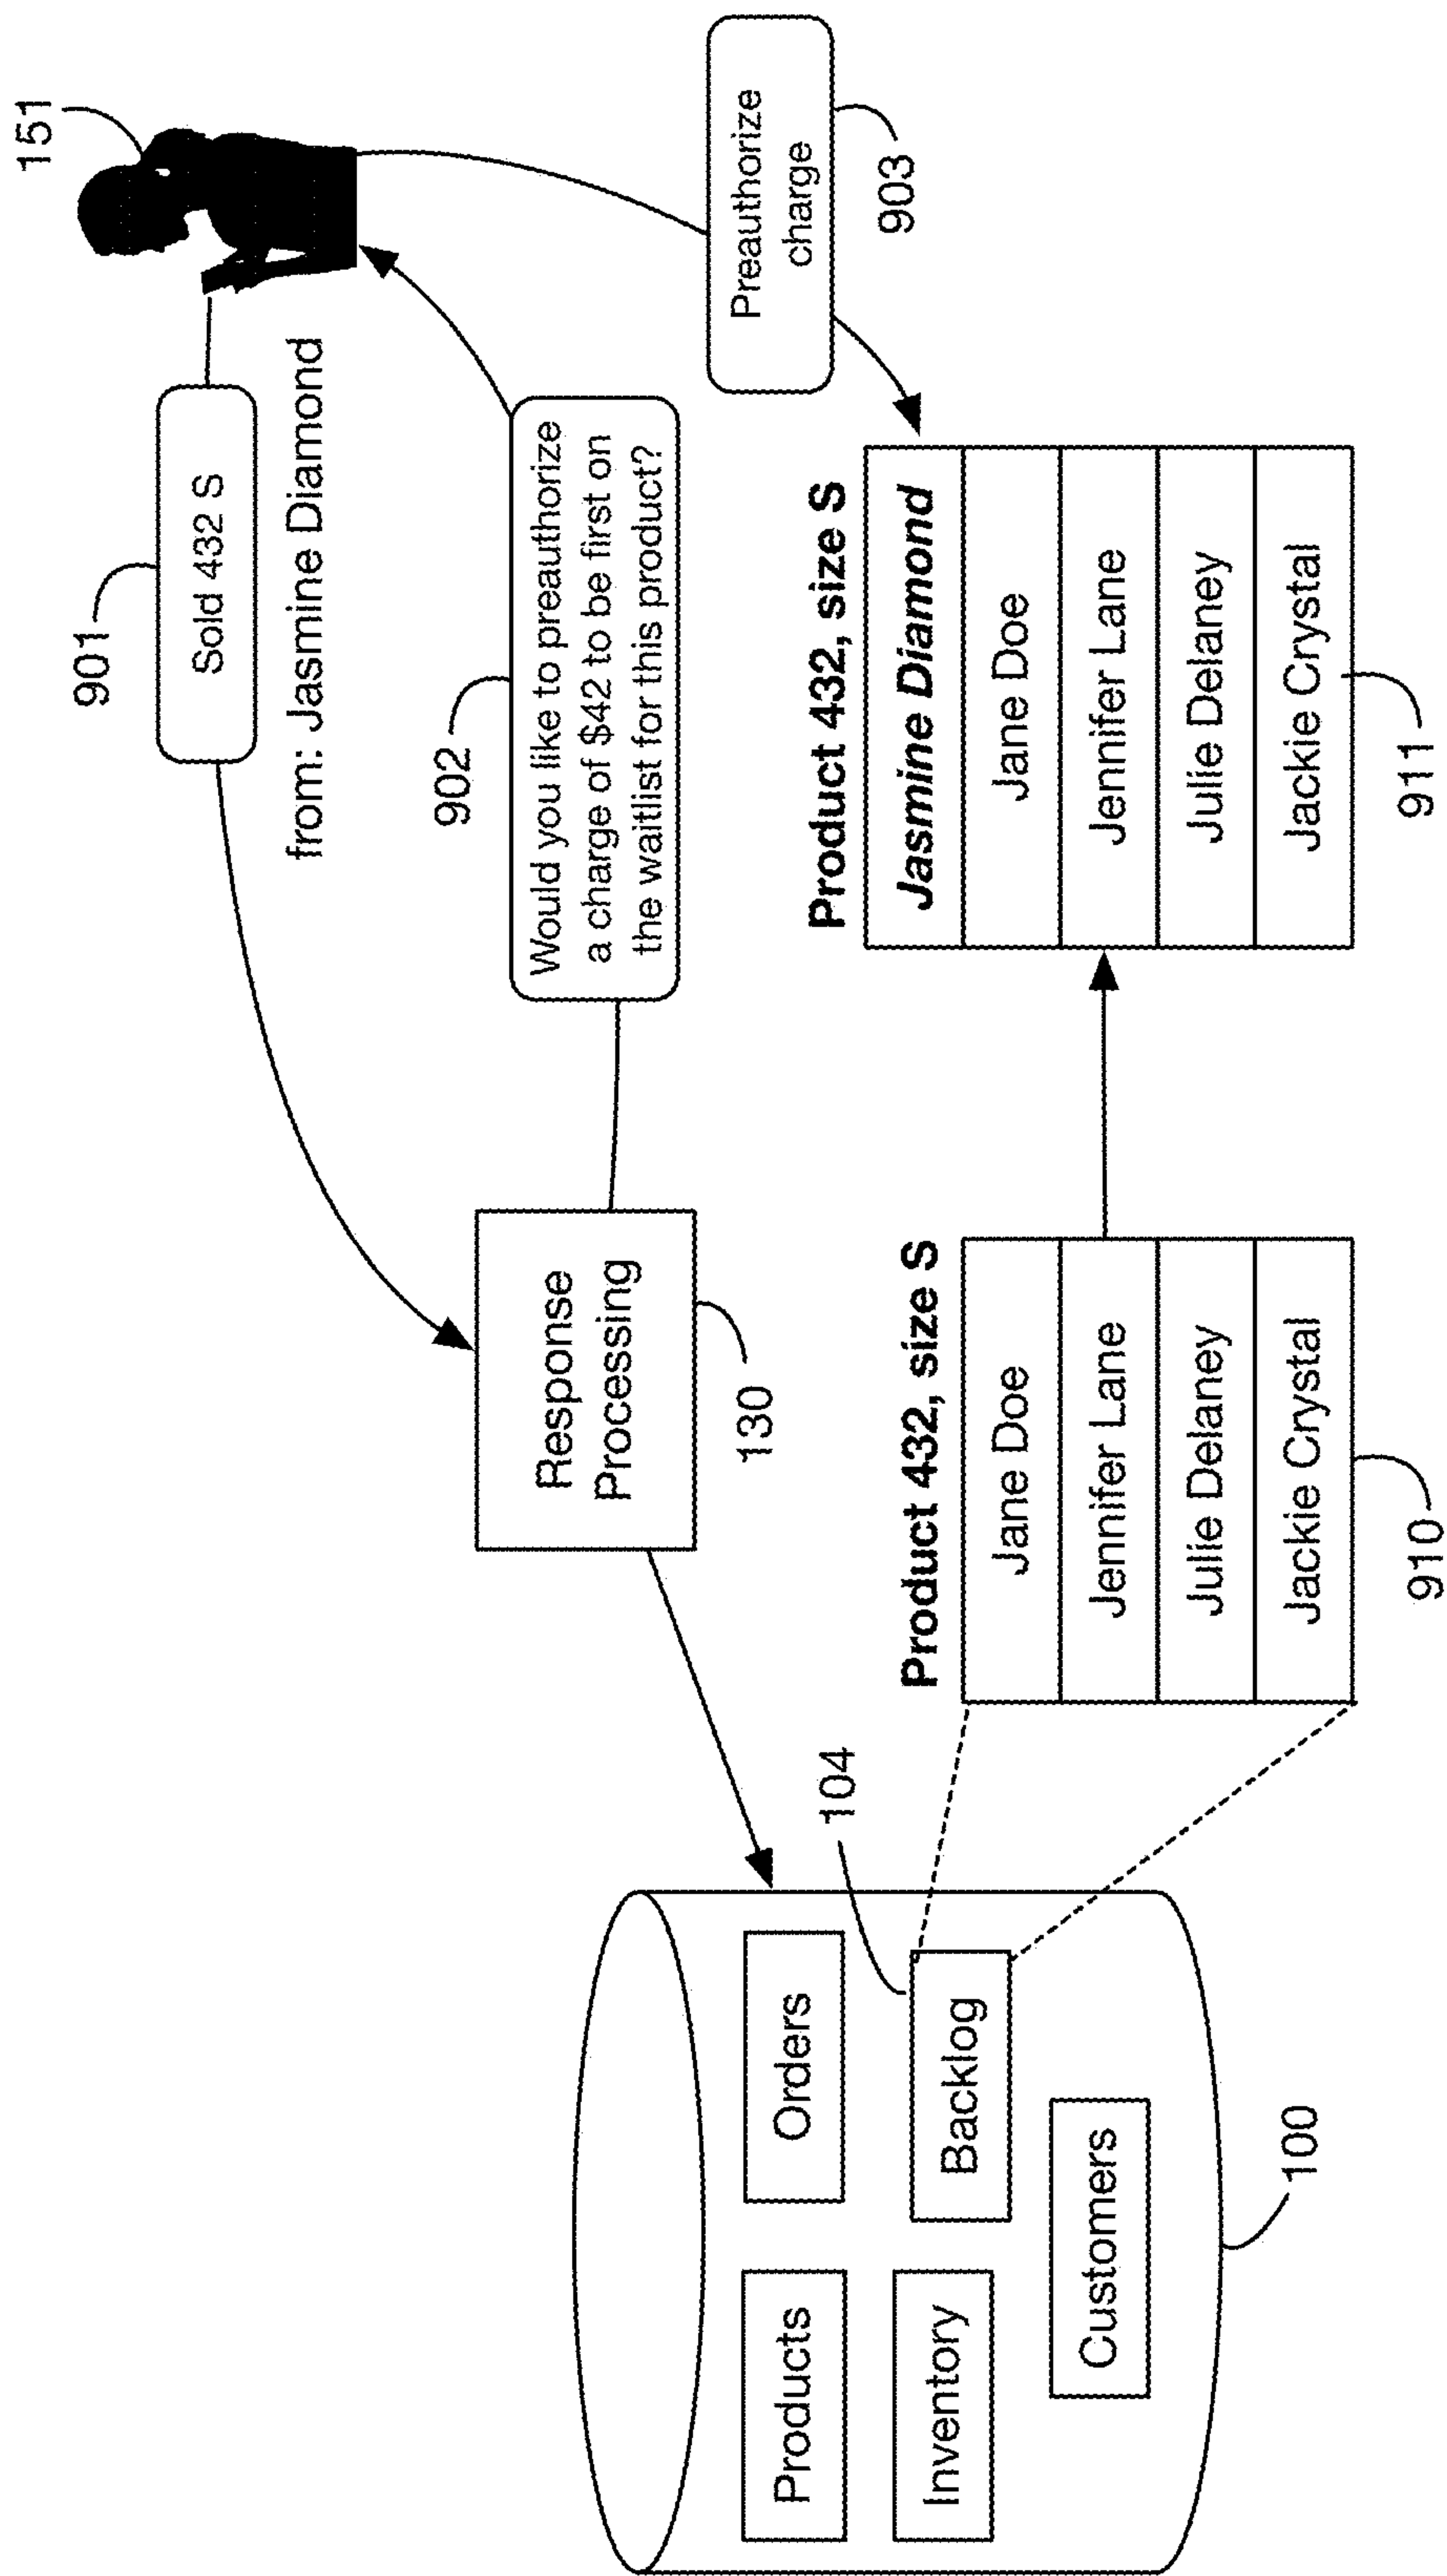 151
901
Sold 432 S
from: Jasmine Diamond
902
Would you like to preauthorize
a charge of $42 to be first on
the waitlist for this product?
Preauthorize
charge
903
Response
Processing
130
Products
Orders
Inventory
104
Backlog
Customers
100
Product 432, size S
Jane Doe
Jennifer Lane
Julie Delaney
Jackie Crystal
910
Product 432, size S
Jasmine Diamond
Jane Doe
Jennifer Lane
Julie Delaney
Jackie Crystal
911